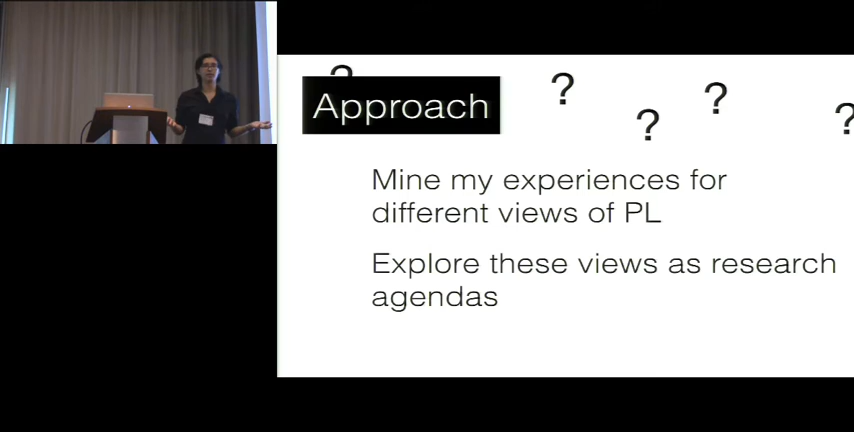 ?
?
?
?
?
Approach
Mine my experiences for
different views of PL
Explore these views as research
agendas